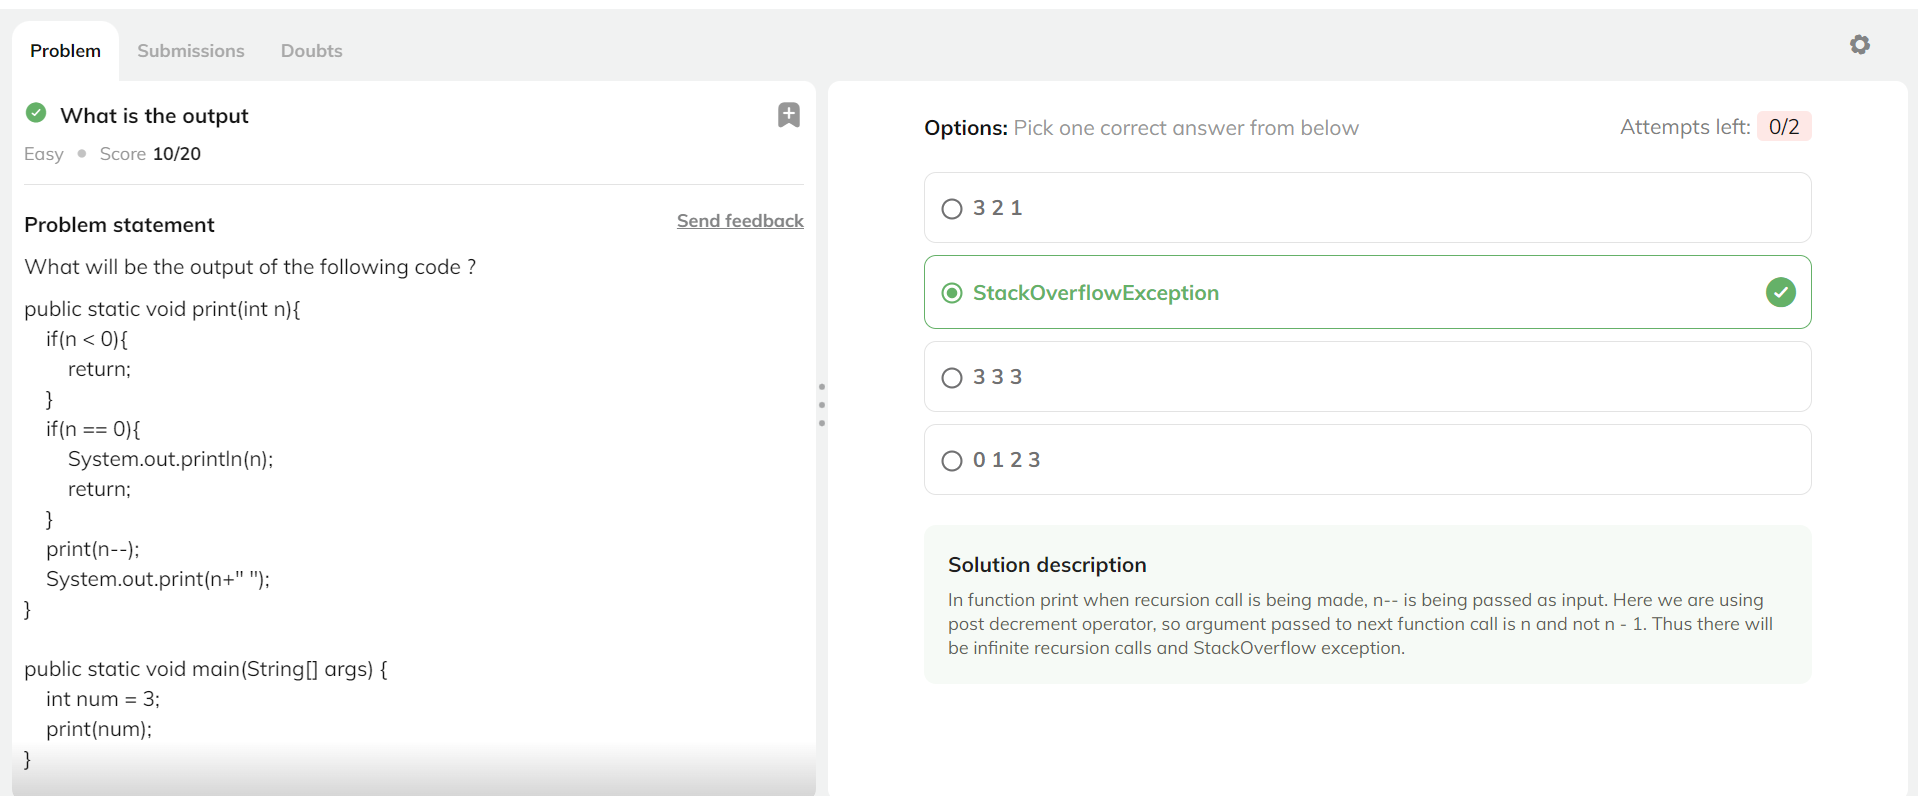 Problem Submissions Doubts
What is the output
Easy • Score 10/20
Problem statement
Send feedback
What will be the output of the following code ?
public static void print(int n){
if(n < 0){
return;
}
if(n == 0){
System.out.println(n);
return;
}
print(n--);
System.out.print(n+" ");
}
public static void main(String[] args) {
int num = 3;
print(num);
}
Options: Pick one correct answer from below
Attempts left: 0/2
3 2 1
StackOverflowException
3 3 3
0 1 2 3
Solution description
In function print when recursion call is being made, n-- is being passed as input. Here we are using
post decrement operator, so argument passed to next function call is n and not n - 1. Thus there will
be infinite recursion calls and StackOverflow exception.